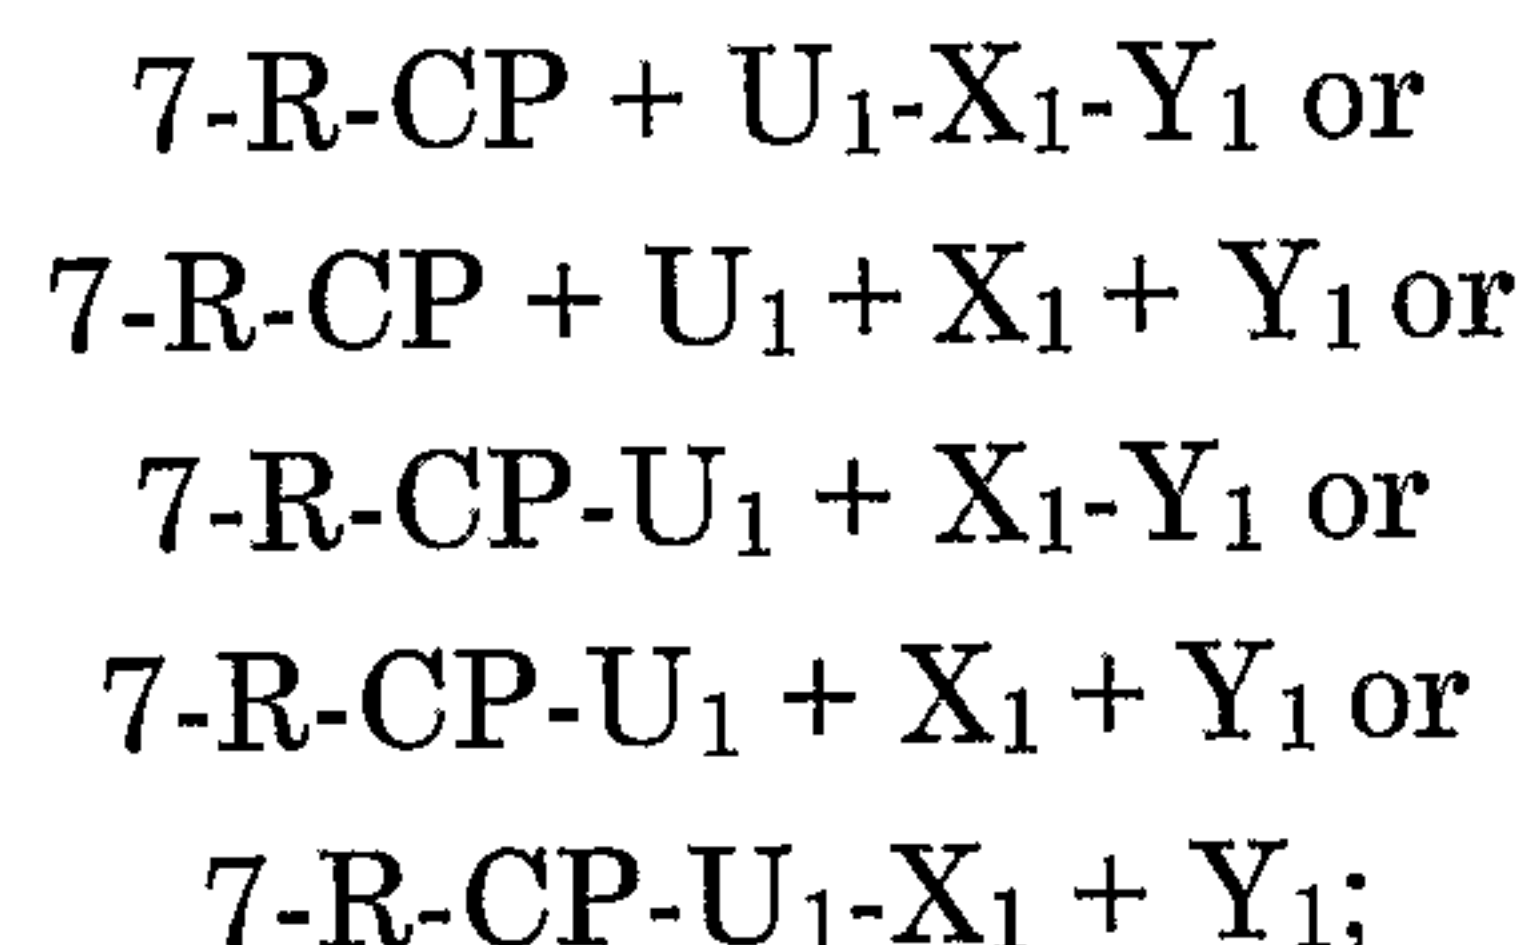 7-R-CP + U₁-X₁-Y₁ or
7-R-CP + U₁ + X₁ + Y₁ or
7-R-CP-U₁ + X₁-Y₁ or
7-R-CP-U₁ + X₁ + Y₁ or
7-R-CP-U₁-X₁ + Y₁;